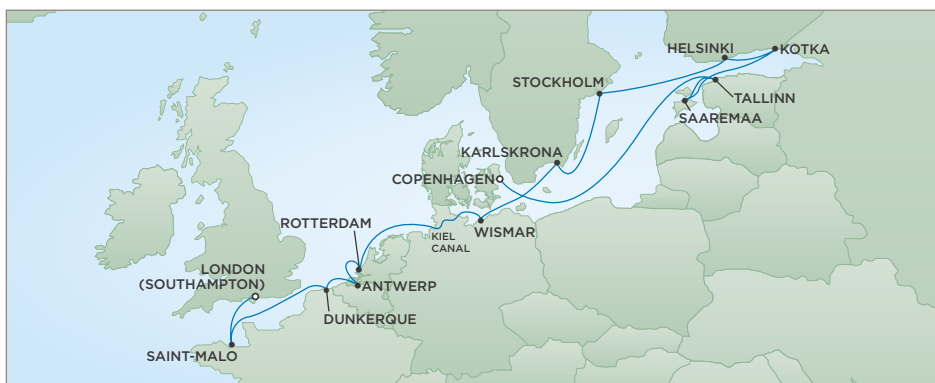 HELSINKI
KOTKA
STOCKHOLM
TALLINN
SAAREMAA
KARLSKRONA
COPENHAGEN
ROTTERDAM
WISMAR
KIEL
CANAL
LONDON
(SOUTHAMPTON)
ANTWERP
DUNKERQUE
SAINT-MALO